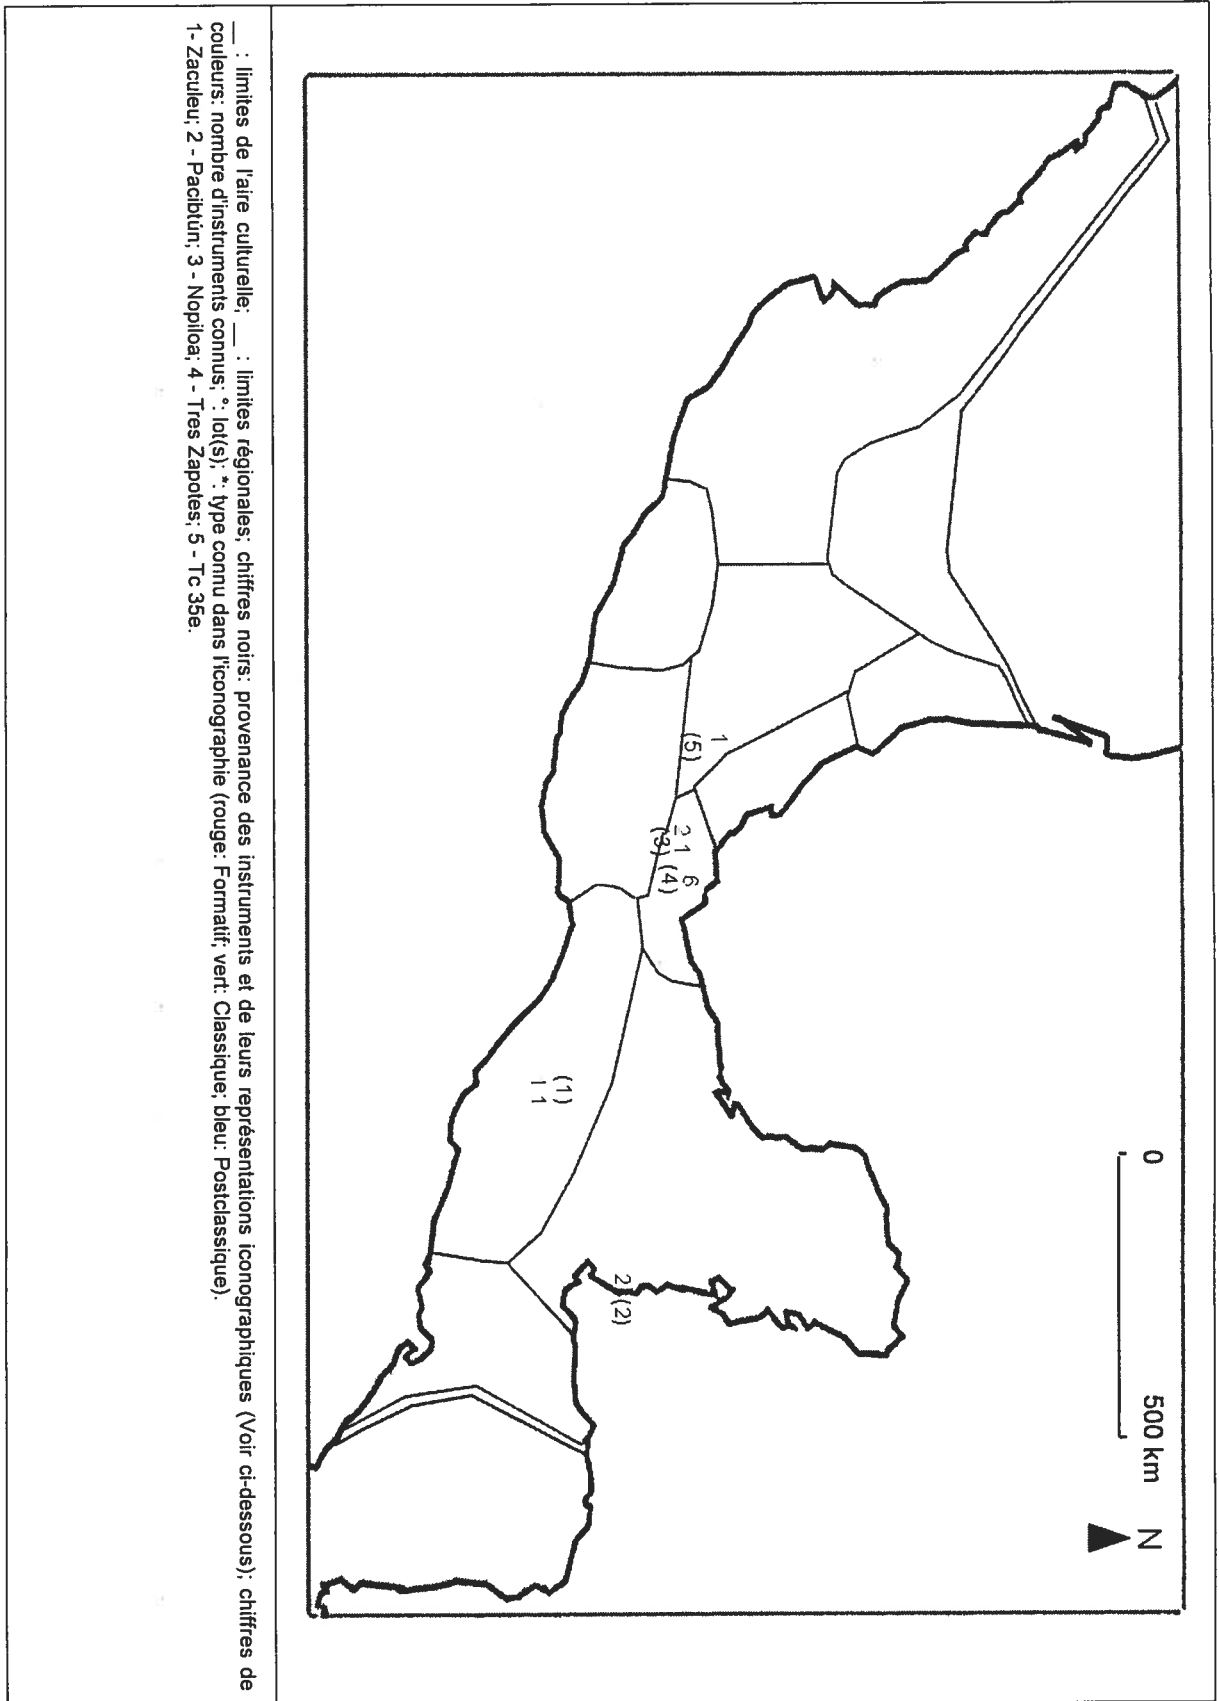 0 500 km N
1
(5)
2 1 6
(3) (4)
2 (2)
(1)
1 1
__ : limites de l'aire culturelle; __ : limites régionales; chiffres noirs: provenance des instruments et de leurs représentations iconographiques (Voir ci-dessous); chiffres de
couleurs: nombre d'instruments connus; °: lot(s); *: type connu dans l'iconographie (rouge: Formatif; vert: Classique; bleu: Postclassique).
1- Zaculeu; 2 - Pacibtún; 3 - Nopiloa; 4 - Tres Zapotes; 5 - Tc 35e.